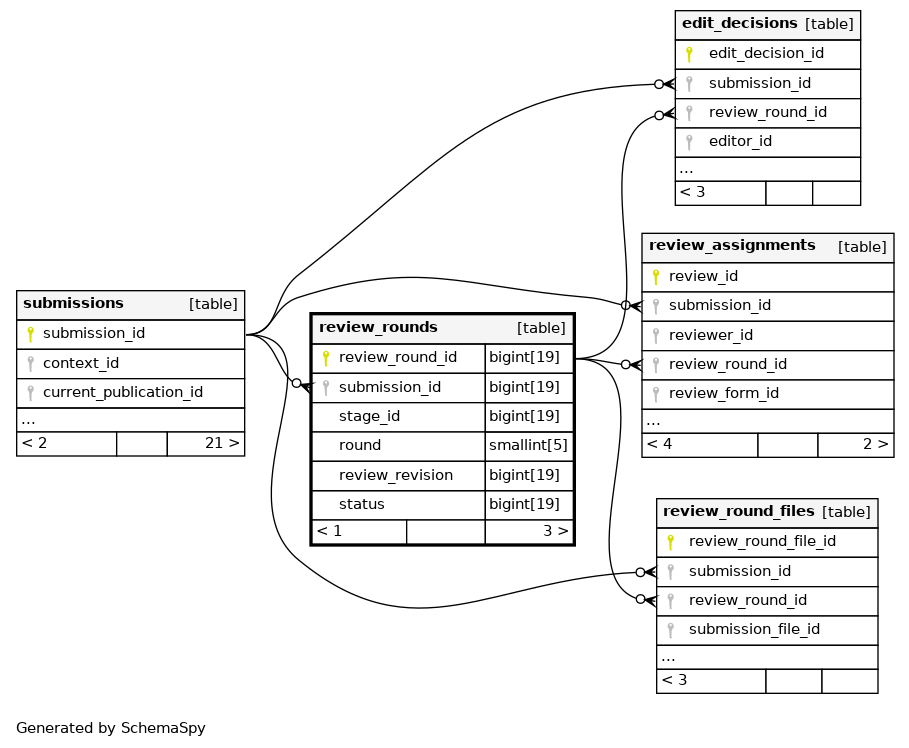 edit_decisions [table]
edit_decision_id
submission_id
review_round_id
editor_id
...
< 3
review_assignments [table]
review_id
submission_id
reviewer_id
review_round_id
review_form_id
...
< 4 2 >
submissions [table]
submission_id
context_id
current_publication_id
...
< 2 21 >
review_rounds [table]
review_round_id bigint[19]
submission_id bigint[19]
stage_id bigint[19]
round smallint[5]
review_revision bigint[19]
status bigint[19]
< 1 3 >
review_round_files [table]
review_round_file_id
submission_id
review_round_id
submission_file_id
...
< 3
Generated by SchemaSpy